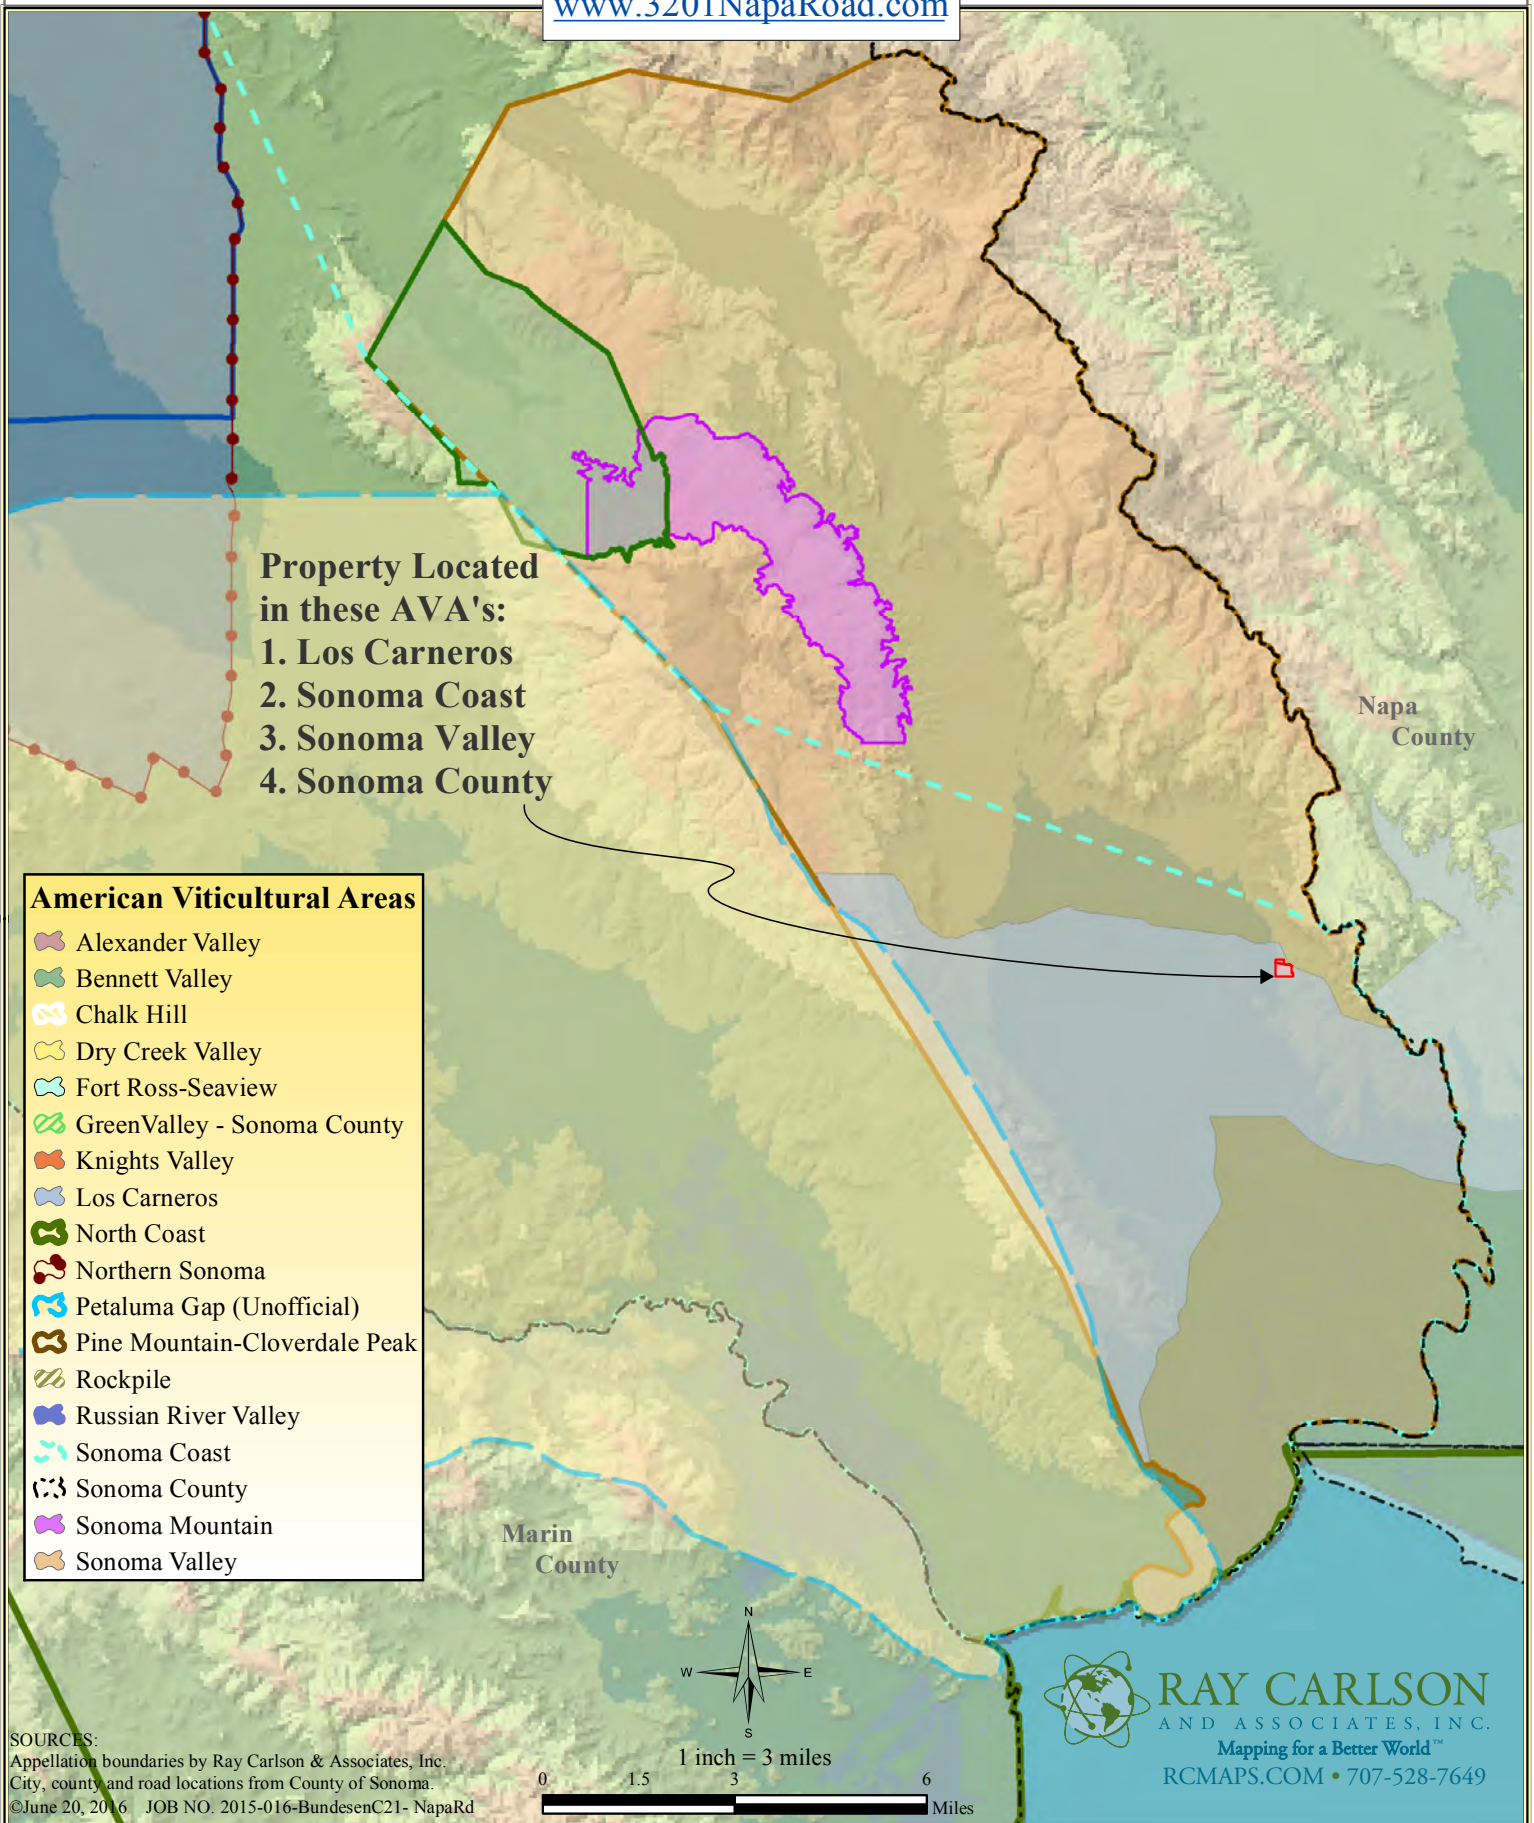 www.3201NapaRoad.com
Property Located
in these AVA's:
1. Los Carneros
2. Sonoma Coast
3. Sonoma Valley
4. Sonoma County
Napa
County
American Viticultural Areas
Alexander Valley
Bennett Valley
Chalk Hill
Dry Creek Valley
Fort Ross-Seaview
GreenValley - Sonoma County
Knights Valley
Los Carneros
North Coast
Northern Sonoma
Petaluma Gap (Unofficial)
Pine Mountain-Cloverdale Peak
Rockpile
Russian River Valley
Sonoma Coast
Sonoma County
Sonoma Mountain
Sonoma Valley
Marin
County
N
W E
S
1 inch = 3 miles
0 1.5 3 6
Miles
SOURCES:
Appellation boundaries by Ray Carlson & Associates, Inc.
City, county and road locations from County of Sonoma.
©June 20, 2016 JOB NO. 2015-016-BundesenC21- NapaRd
RAY CARLSON
AND ASSOCIATES, INC.
Mapping for a Better World™
RCMAPS.COM • 707-528-7649